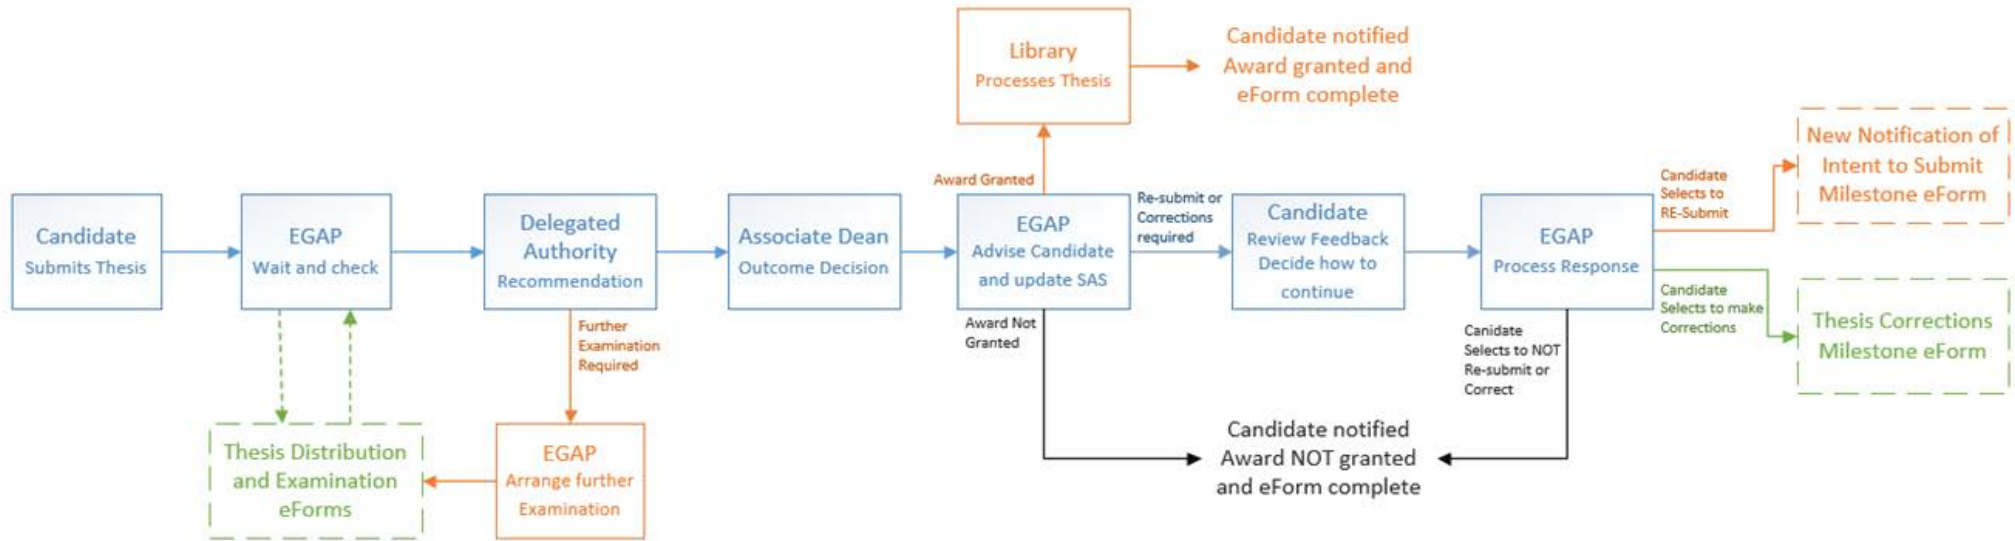 Library
Processes Thesis
Candidate notified
Award granted and
eForm complete
New Notification of
Intent to Submit
Milestone eForm
Candidate
Selects to
RE-Submit
Award Granted
Re-submit or
Corrections
required
Candidate
Submits Thesis
EGAP
Wait and check
Delegated
Authority
Recommendation
Associate Dean
Outcome Decision
EGAP
Advise Candidate
and update SAS
Candidate
Review Feedback
Decide how to
continue
EGAP
Process Response
Candidate
Selects to make
Corrections
Thesis Corrections
Milestone eForm
Further
Examination
Required
Award Not
Granted
Canidate
Selects to NOT
Re-submit or
Correct
Thesis Distribution
and Examination
eForms
EGAP
Arrange further
Examination
Candidate notified
Award NOT granted
and eForm complete